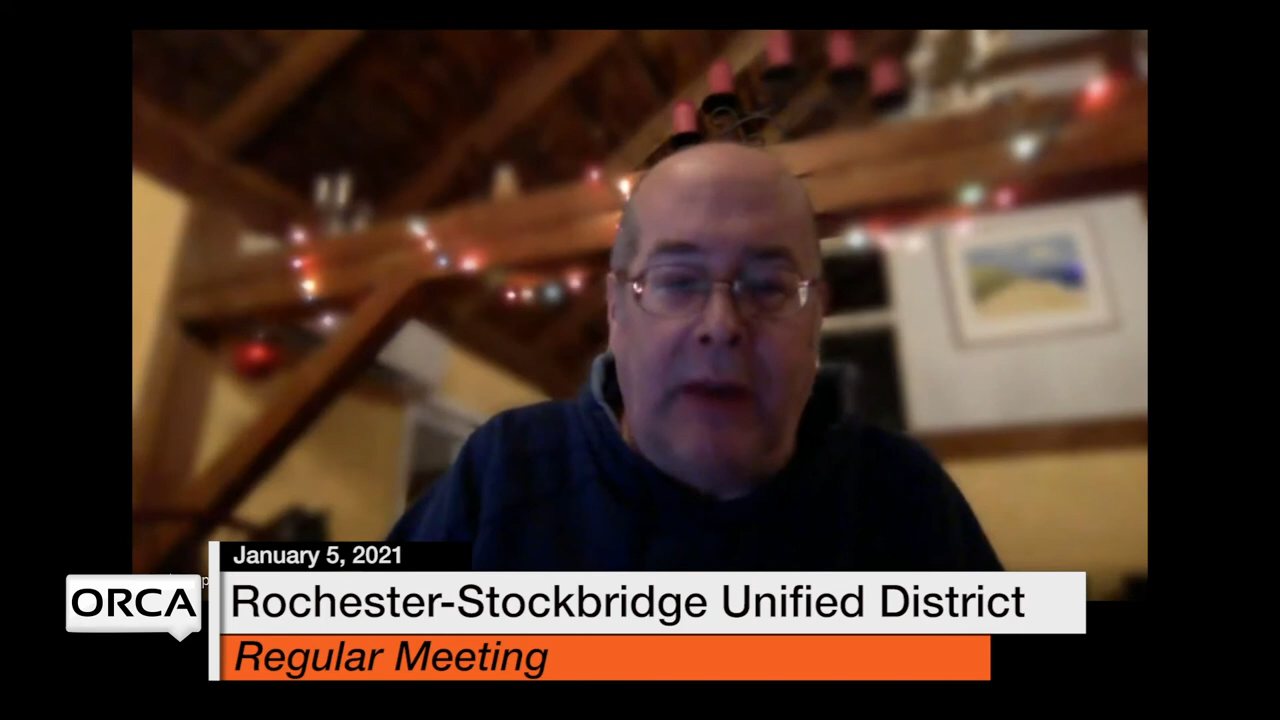 January 5, 2021
ORCA
Rochester-Stockbridge Unified District
Regular Meeting